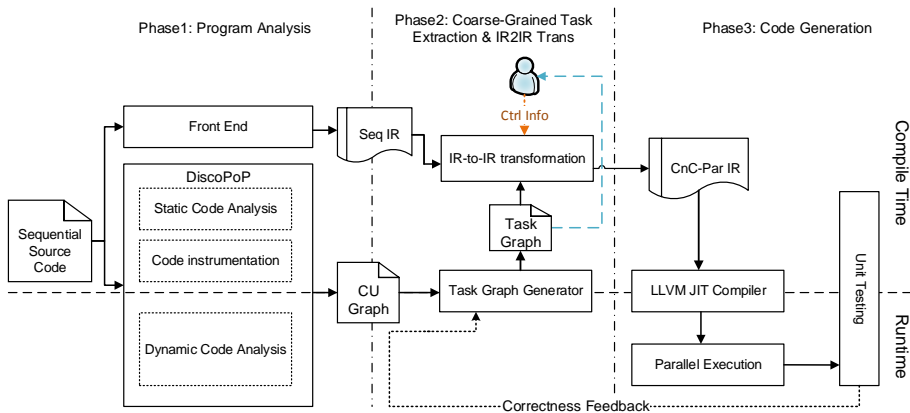 Phase1: Program Analysis
Phase2: Coarse-Grained Task
Extraction & IR2IR Trans
Phase3: Code Generation
Ctrl Info
Front End
Seq IR
IR-to-IR transformation
CnC-Par IR
Compile Time
DiscoPoP
Static Code Analysis
Sequential
Source
Code
Code instrumentation
Task
Graph
CU
Graph
Task Graph Generator
LLVM JIT Compiler
Unit Testing
Dynamic Code Analysis
Parallel Execution
Runtime
Correctness Feedback